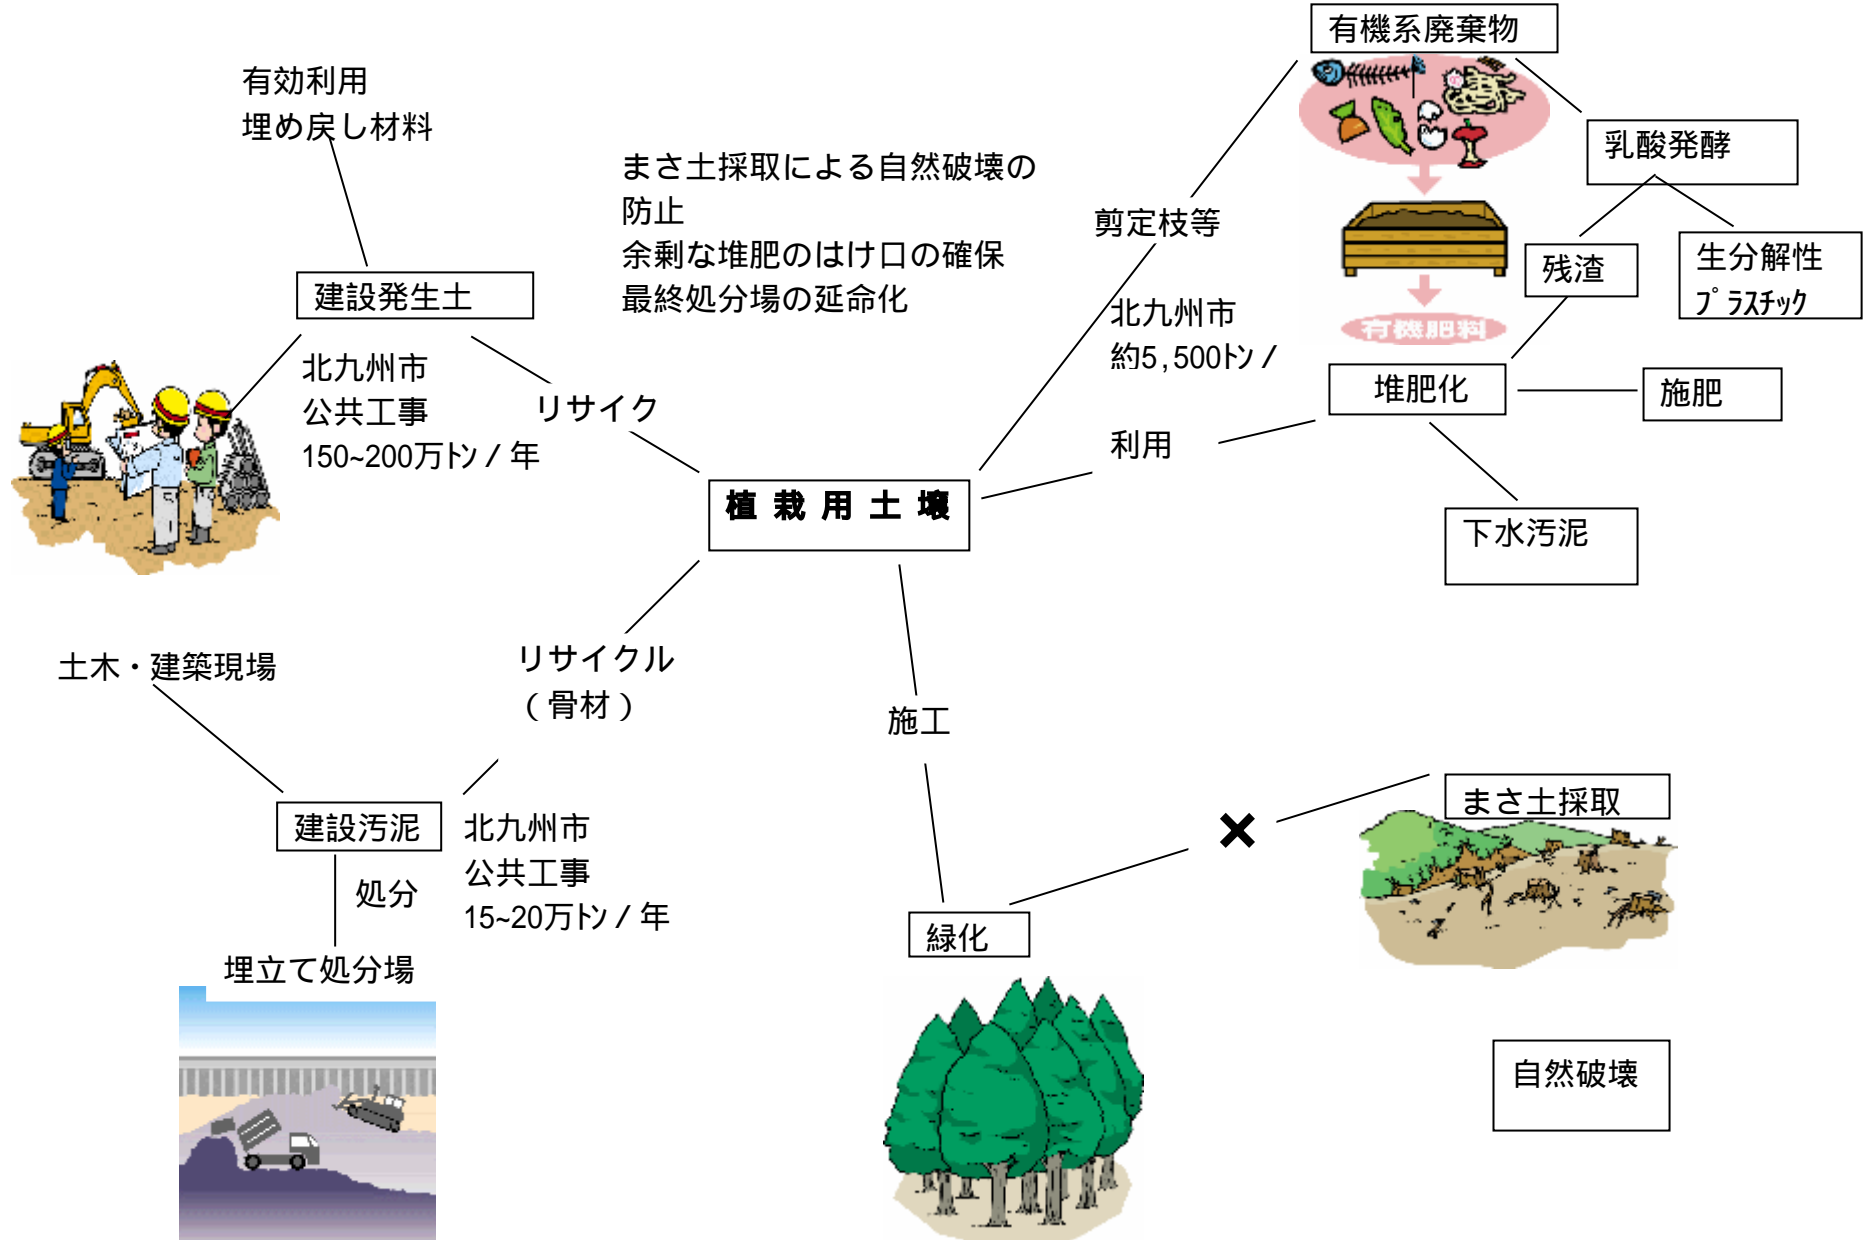 有機系廃棄物
有効利用
埋め戻し材料
まさ土採取による自然破壊の
防止
余剰な堆肥のはけ口の確保
最終処分場の延命化
乳酸発酵
剪定枝等
残渣
生分解性
ﾌﾟﾗｽﾁｯｸ
建設発生土
北九州市
約5,500ﾄﾝ /
有機肥料
北九州市
公共工事
150~200万ﾄﾝ / 年
リサイク
堆肥化
施肥
利用
植栽用土壌
下水汚泥
土木・建築現場
リサイクル
（骨材）
施工
建設汚泥
北九州市
公共工事
15~20万ﾄﾝ / 年
処分
埋立て処分場
×
まさ土採取
緑化
自然破壊